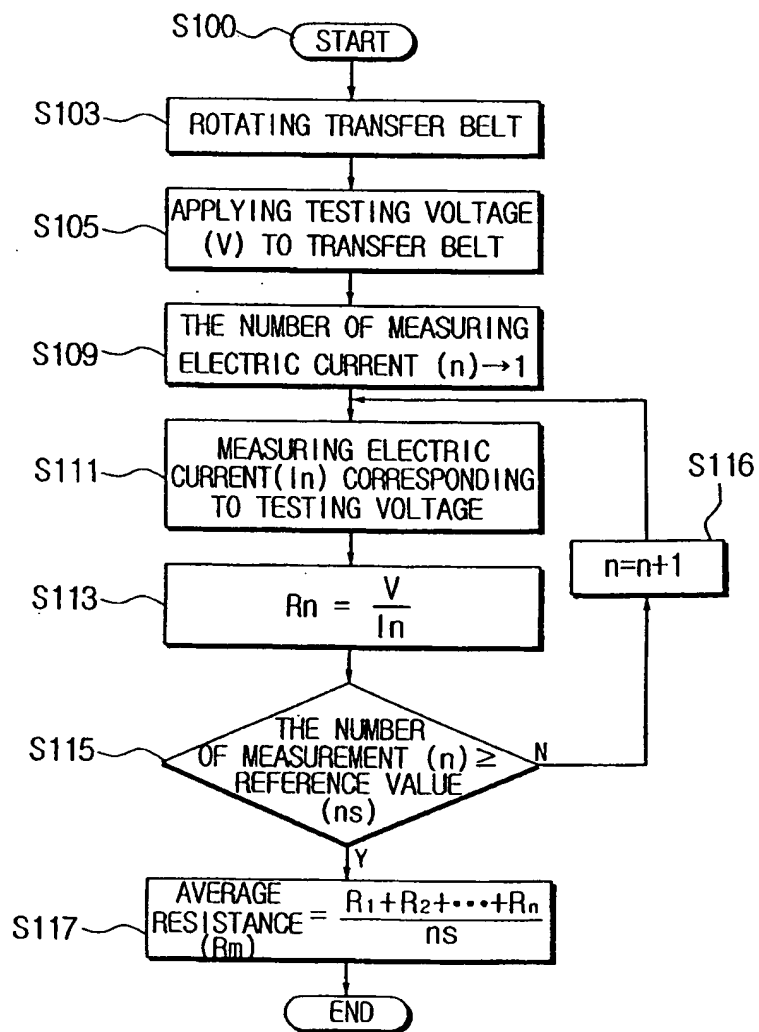 S100
START
S103
ROTATING TRANSFER BELT
S105
APPLYING TESTING VOLTAGE
(V) TO TRANSFER BELT
S109
THE NUMBER OF MEASURING
ELECTRIC CURRENT (n)→1
S111
MEASURING ELECTRIC
CURRENT(In) CORRESPONDING
TO TESTING VOLTAGE
S116
n=n+1
S113
Rn = V/In
S115
THE NUMBER
OF MEASUREMENT (n) ≥
REFERENCE VALUE
(ns)
N
Y
S117
AVERAGE
RESISTANCE = R1+R2+•••+Rn/ns
(Rm)
END